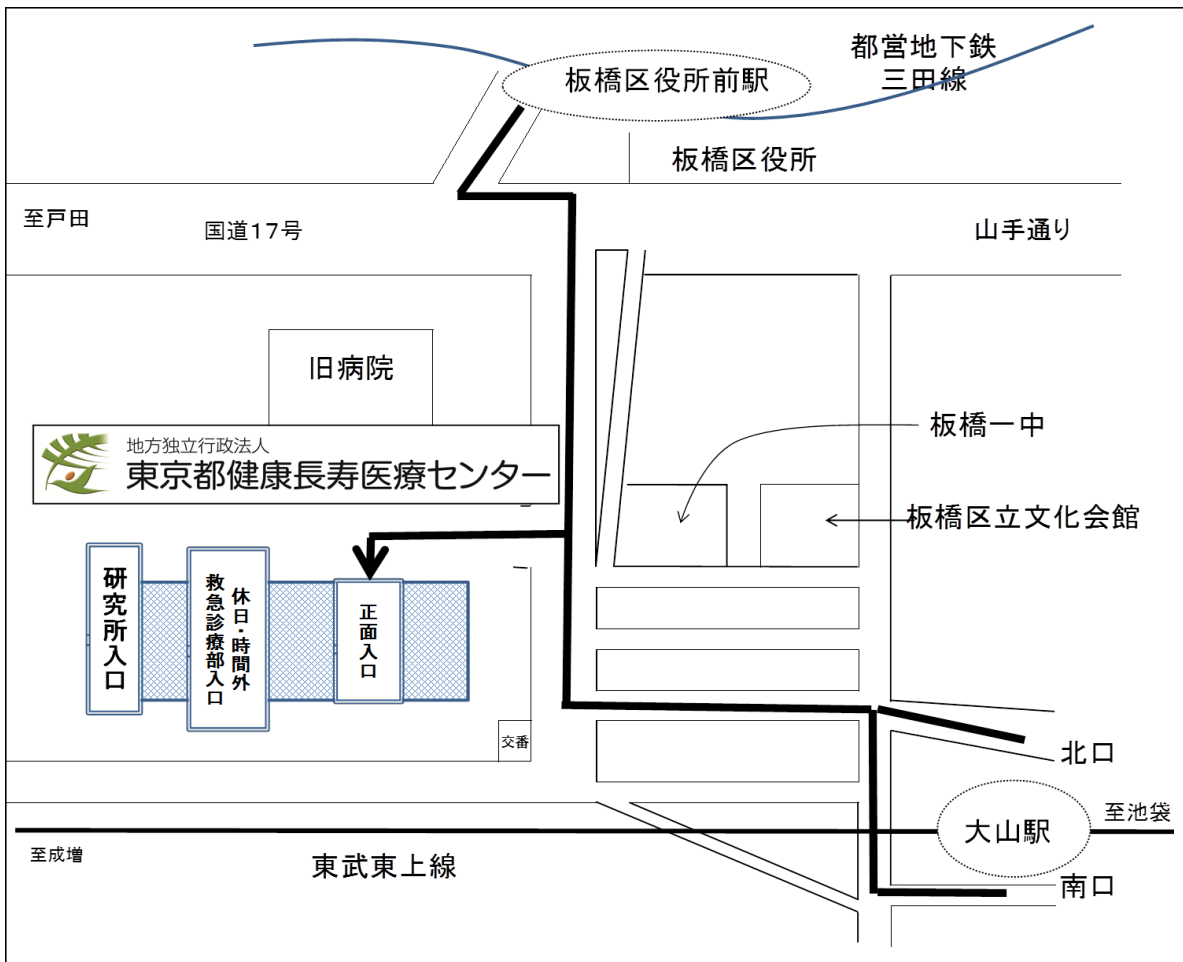 都営地下鉄
三田線
板橋区役所前駅
板橋区役所
至戸田
国道17号
山手通り
旧病院
板橋一中
地方独立行政法人
東京都健康長寿医療センター
板橋区立文化会館
研究所入口
休日・時間外
救急診療部入口
正面入口
交番
北口
大山駅
至池袋
至成増
東武東上線
南口